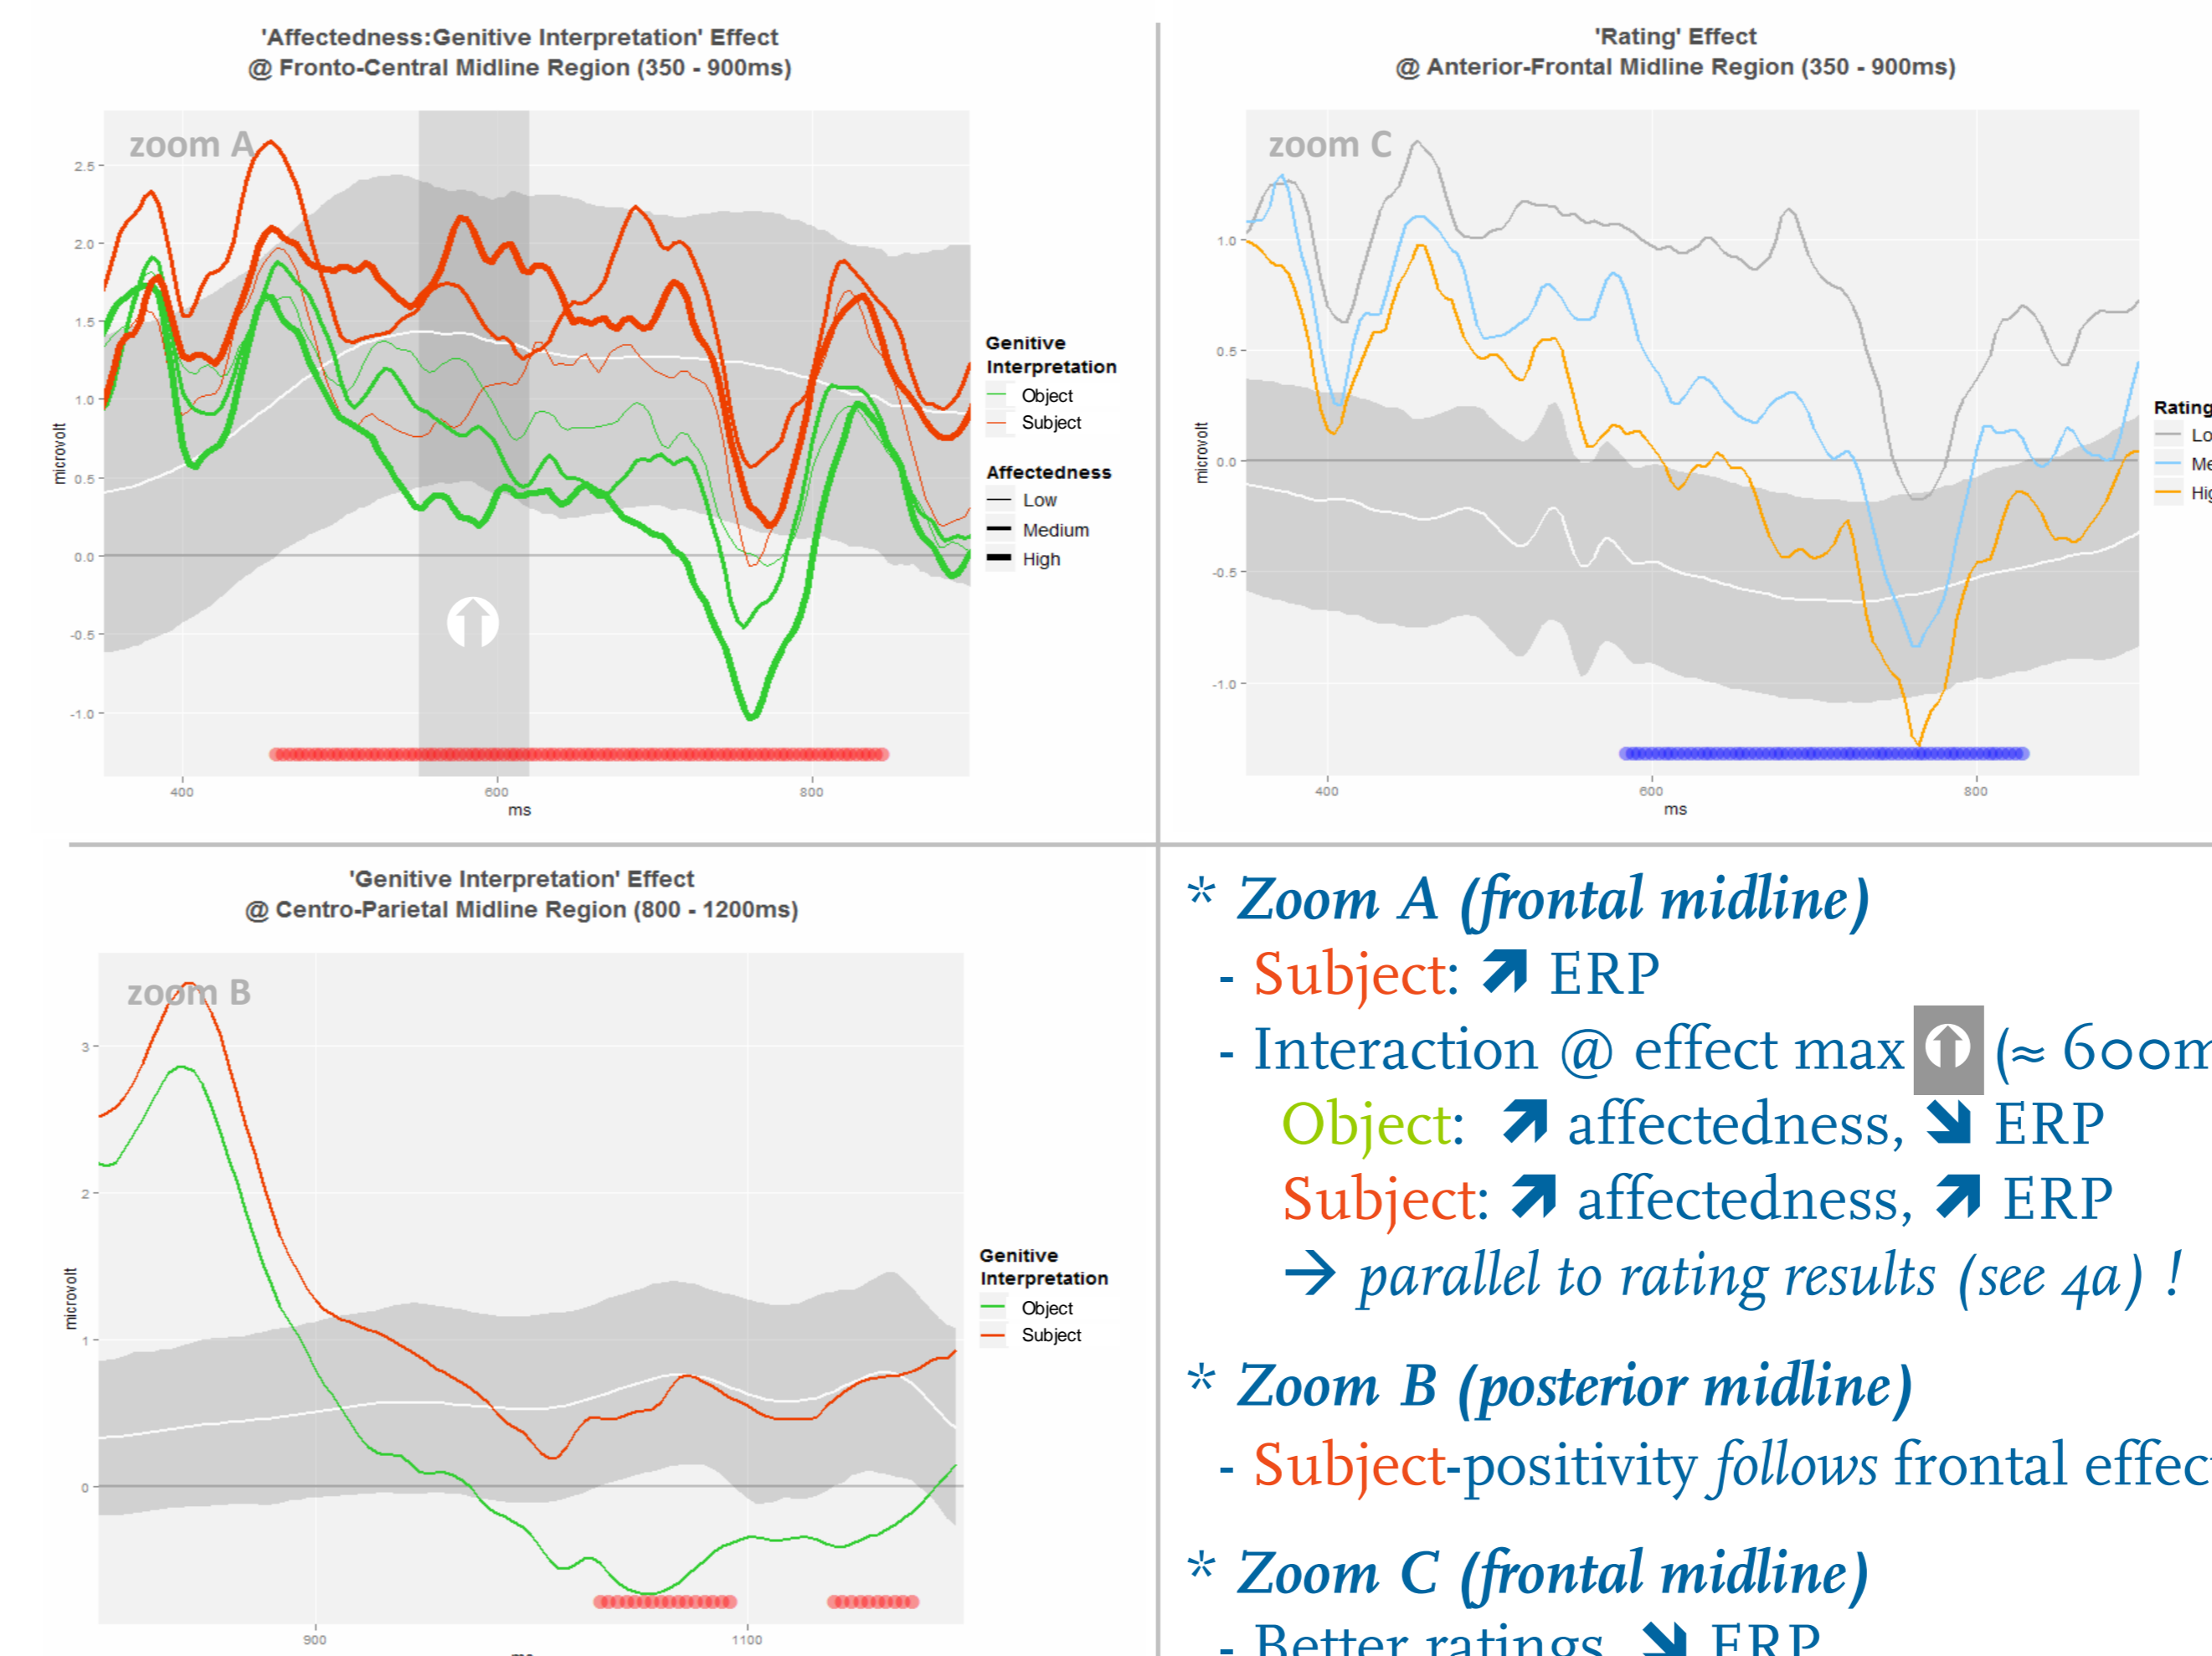 'Affectedness:Genitive Interpretation' Effect
@ Fronto-Central Midline Region (350 - 900ms)
zoom A
2.5
2.0
1.5
1.0
0.5
0.0
-0.5
-1.0
microvolt
400
600
800
ms
Genitive
Interpretation
Object
Subject
Affectedness
Low
Medium
High
'Rating' Effect
@ Anterior-Frontal Midline Region (350 - 900ms)
zoom C
1.0
0.5
0.0
-0.5
-1.0
microvolt
400
600
800
ms
Rating
Lo
Me
Hig
'Genitive Interpretation' Effect
@ Centro-Parietal Midline Region (800 - 1200ms)
zoom B
3
2
1
0
microvolt
900
1100
Genitive
Interpretation
Object
Subject
* Zoom A (frontal midline)
- Subject: ↗ ERP
- Interaction @ effect max ⇑ (≈ 600m
Object: ↗ affectedness, ↘ ERP
Subject: ↗ affectedness, ↗ ERP
→ parallel to rating results (see 4a) !
* Zoom B (posterior midline)
- Subject-positivity follows frontal effec
* Zoom C (frontal midline)
- Better ratings, ↘ ERP